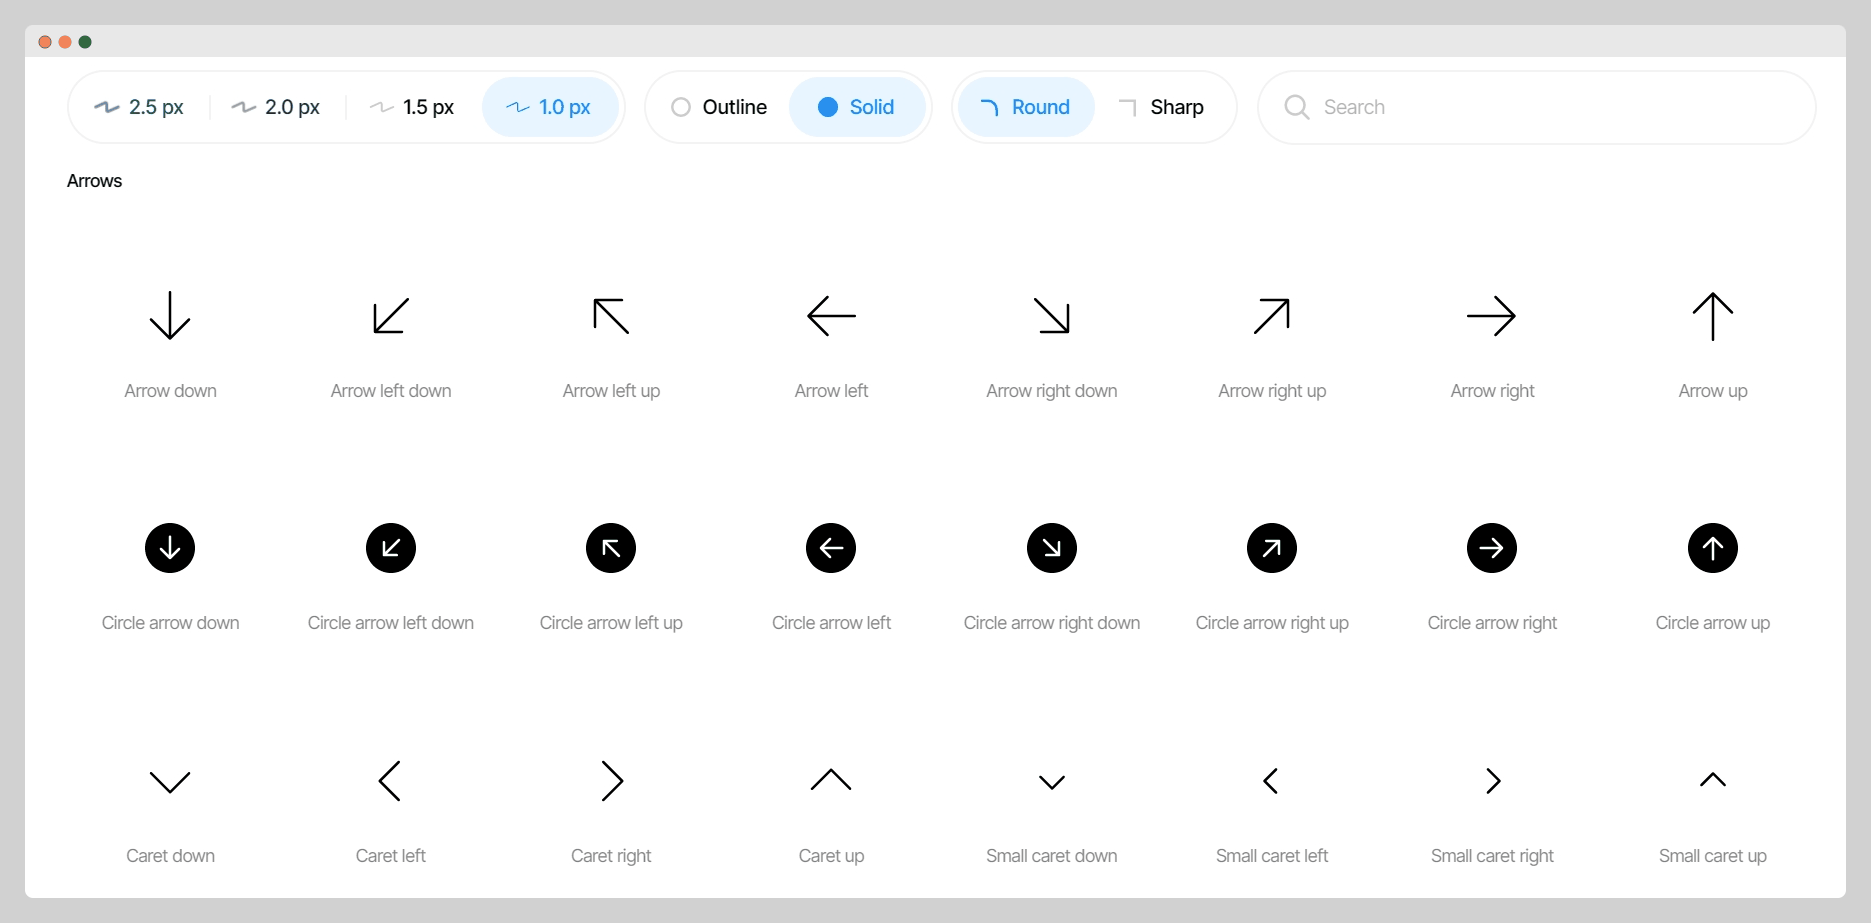 2.5 px 2.0 px 1.5 px 1.0 px Outline Solid Round Sharp Search
Arrows
Arrow down Arrow left down Arrow left up Arrow left Arrow right down Arrow right up Arrow right Arrow up
Circle arrow down Circle arrow left down Circle arrow left up Circle arrow left Circle arrow right down Circle arrow right up Circle arrow right Circle arrow up
Caret down Caret left Caret right Caret up Small caret down Small caret left Small caret right Small caret up